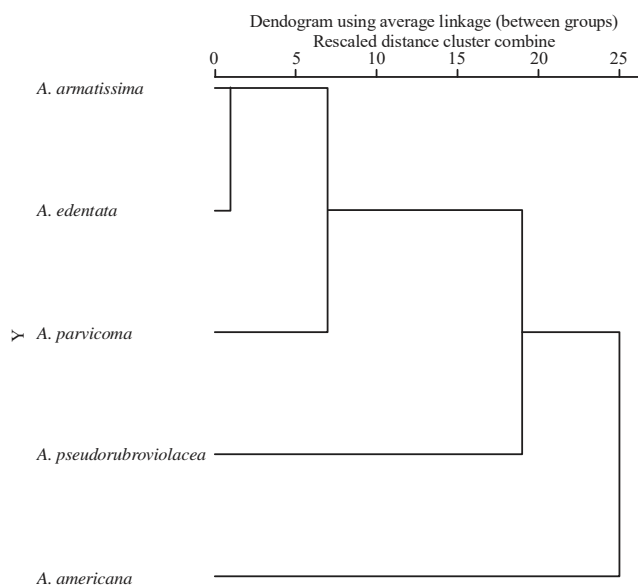 Dendogram using average linkage (between groups)
Rescaled distance cluster combine
0 5 10 15 20 25
A. armatissima
A. edentata
Y
A. parvicoma
A. pseudorubroviolacea
A. americana